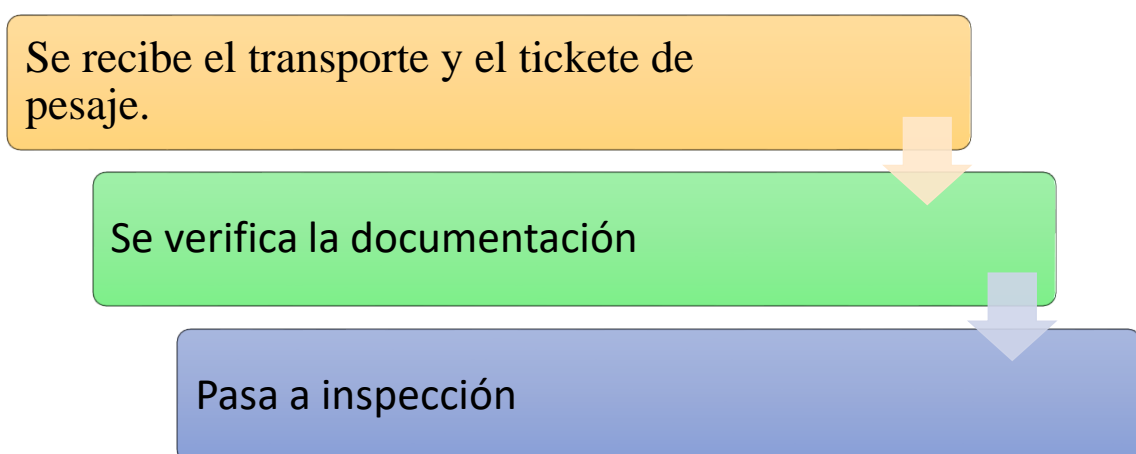 Se recibe el transporte y el tickete de
pesaje.
Se verifica la documentación
Pasa a inspección